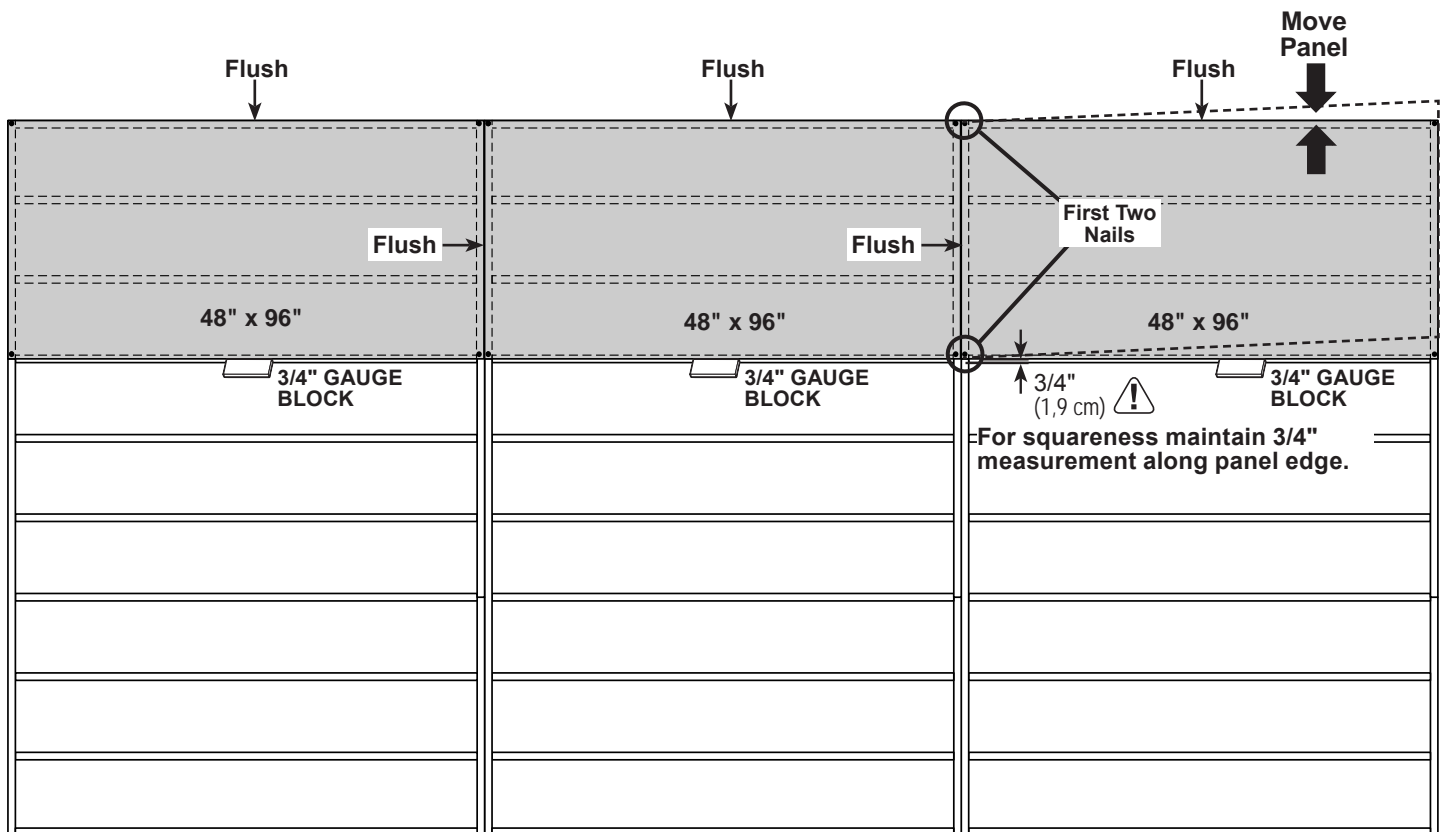 Move
Panel
Flush
Flush
Flush
First Two
Nails
Flush
Flush
48" x 96"
48" x 96"
48" x 96"
3/4" GAUGE
BLOCK
3/4" GAUGE
BLOCK
3/4"
(1,9 cm)
3/4" GAUGE
BLOCK
For squareness maintain 3/4"
measurement along panel edge.